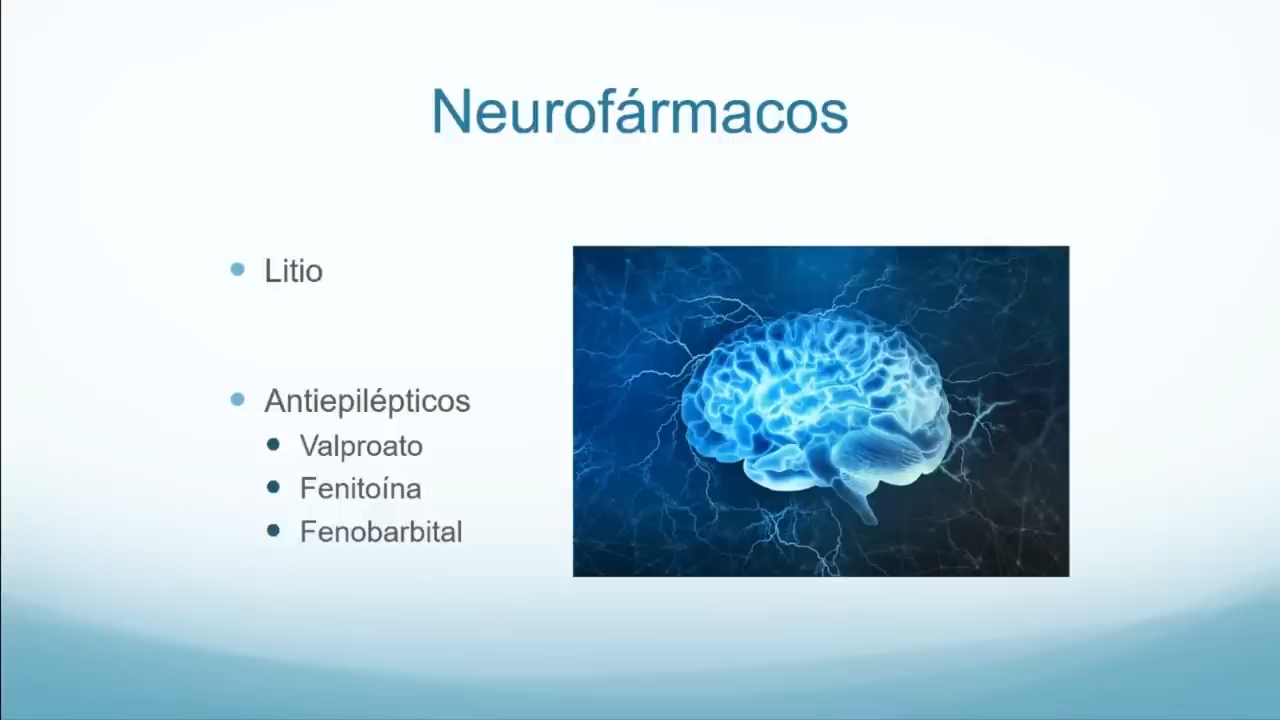 Neurofármacos
Litio
Antiepilépticos
Valproato
Fenitoína
Fenobarbital